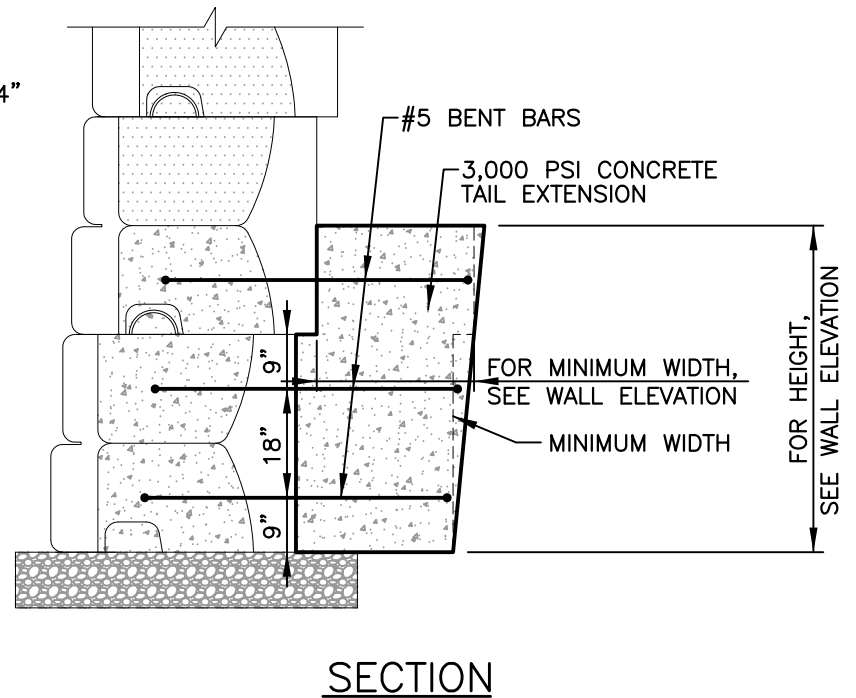 4"
#5 BENT BARS
3,000 PSI CONCRETE
TAIL EXTENSION
9"
FOR MINIMUM WIDTH,
SEE WALL ELEVATION
18"
MINIMUM WIDTH
9"
FOR HEIGHT,
SEE WALL ELEVATION
SECTION